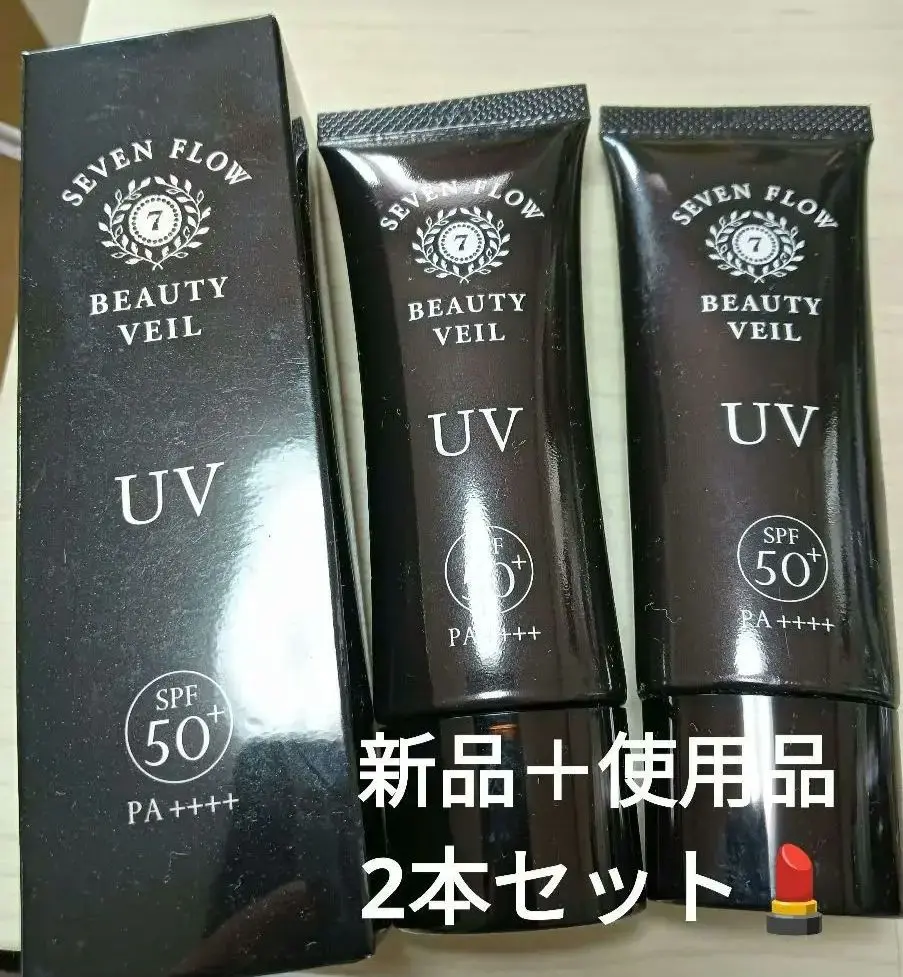 SEVEN FLOW
7
BEAUTY
VEIL
UV
SPF
50+
PA++++
SEVEN FLOW
7
BEAUTY
VEIL
UV
50+
PA++++
SEVEN FLOW
7
BEAUTY
VEIL
UV
SPF
50+
PA++++
新品＋使用品
2本セット💄